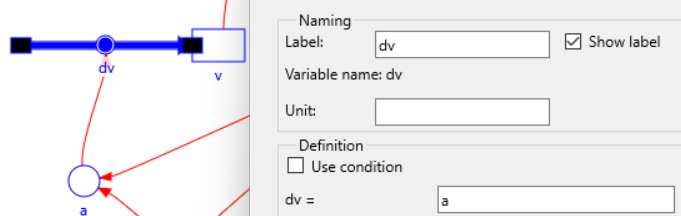 dv
v
a
Naming
Label: dv Show label
Variable name: dv
Unit:
Definition
Use condition
dv = a